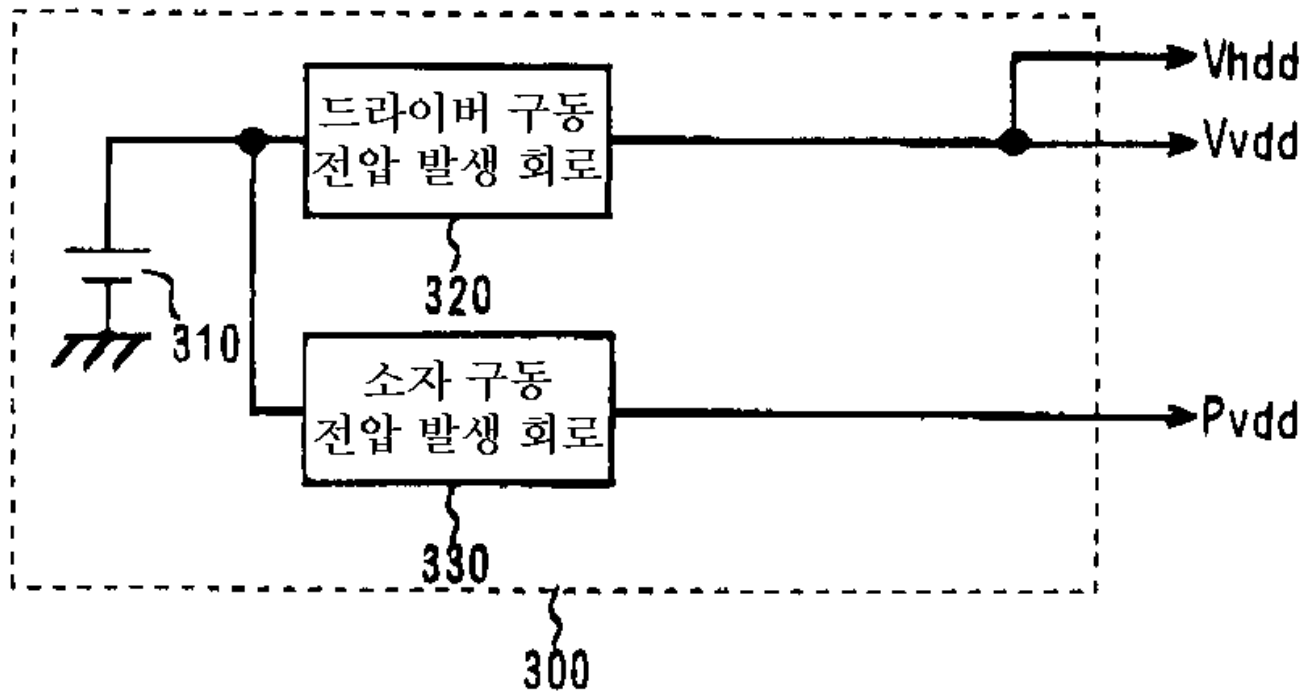 Vhdd
드라이버 구동
전압 발생 회로
Vvdd
320
310
소자 구동
전압 발생 회로
Pvdd
330
300